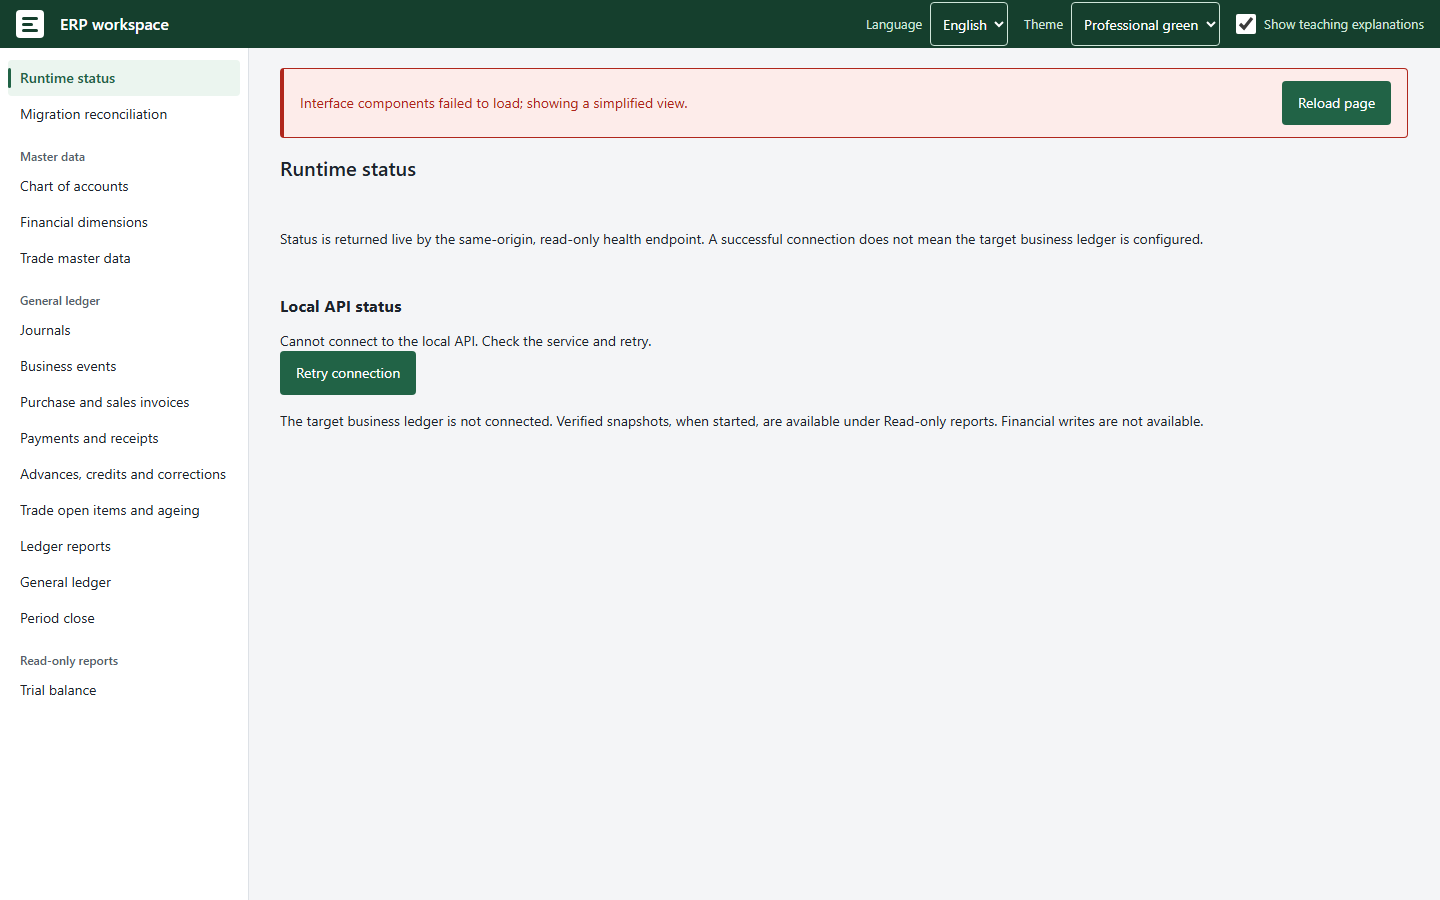 ERP workspace
Language
English
Theme
Professional green
Show teaching explanations
Runtime status
Migration reconciliation
Master data
Chart of accounts
Financial dimensions
Trade master data
General ledger
Journals
Business events
Purchase and sales invoices
Payments and receipts
Advances, credits and corrections
Trade open items and ageing
Ledger reports
General ledger
Period close
Read-only reports
Trial balance
Interface components failed to load; showing a simplified view.
Reload page
Runtime status
Status is returned live by the same-origin, read-only health endpoint. A successful connection does not mean the target business ledger is configured.
Local API status
Cannot connect to the local API. Check the service and retry.
Retry connection
The target business ledger is not connected. Verified snapshots, when started, are available under Read-only reports. Financial writes are not available.